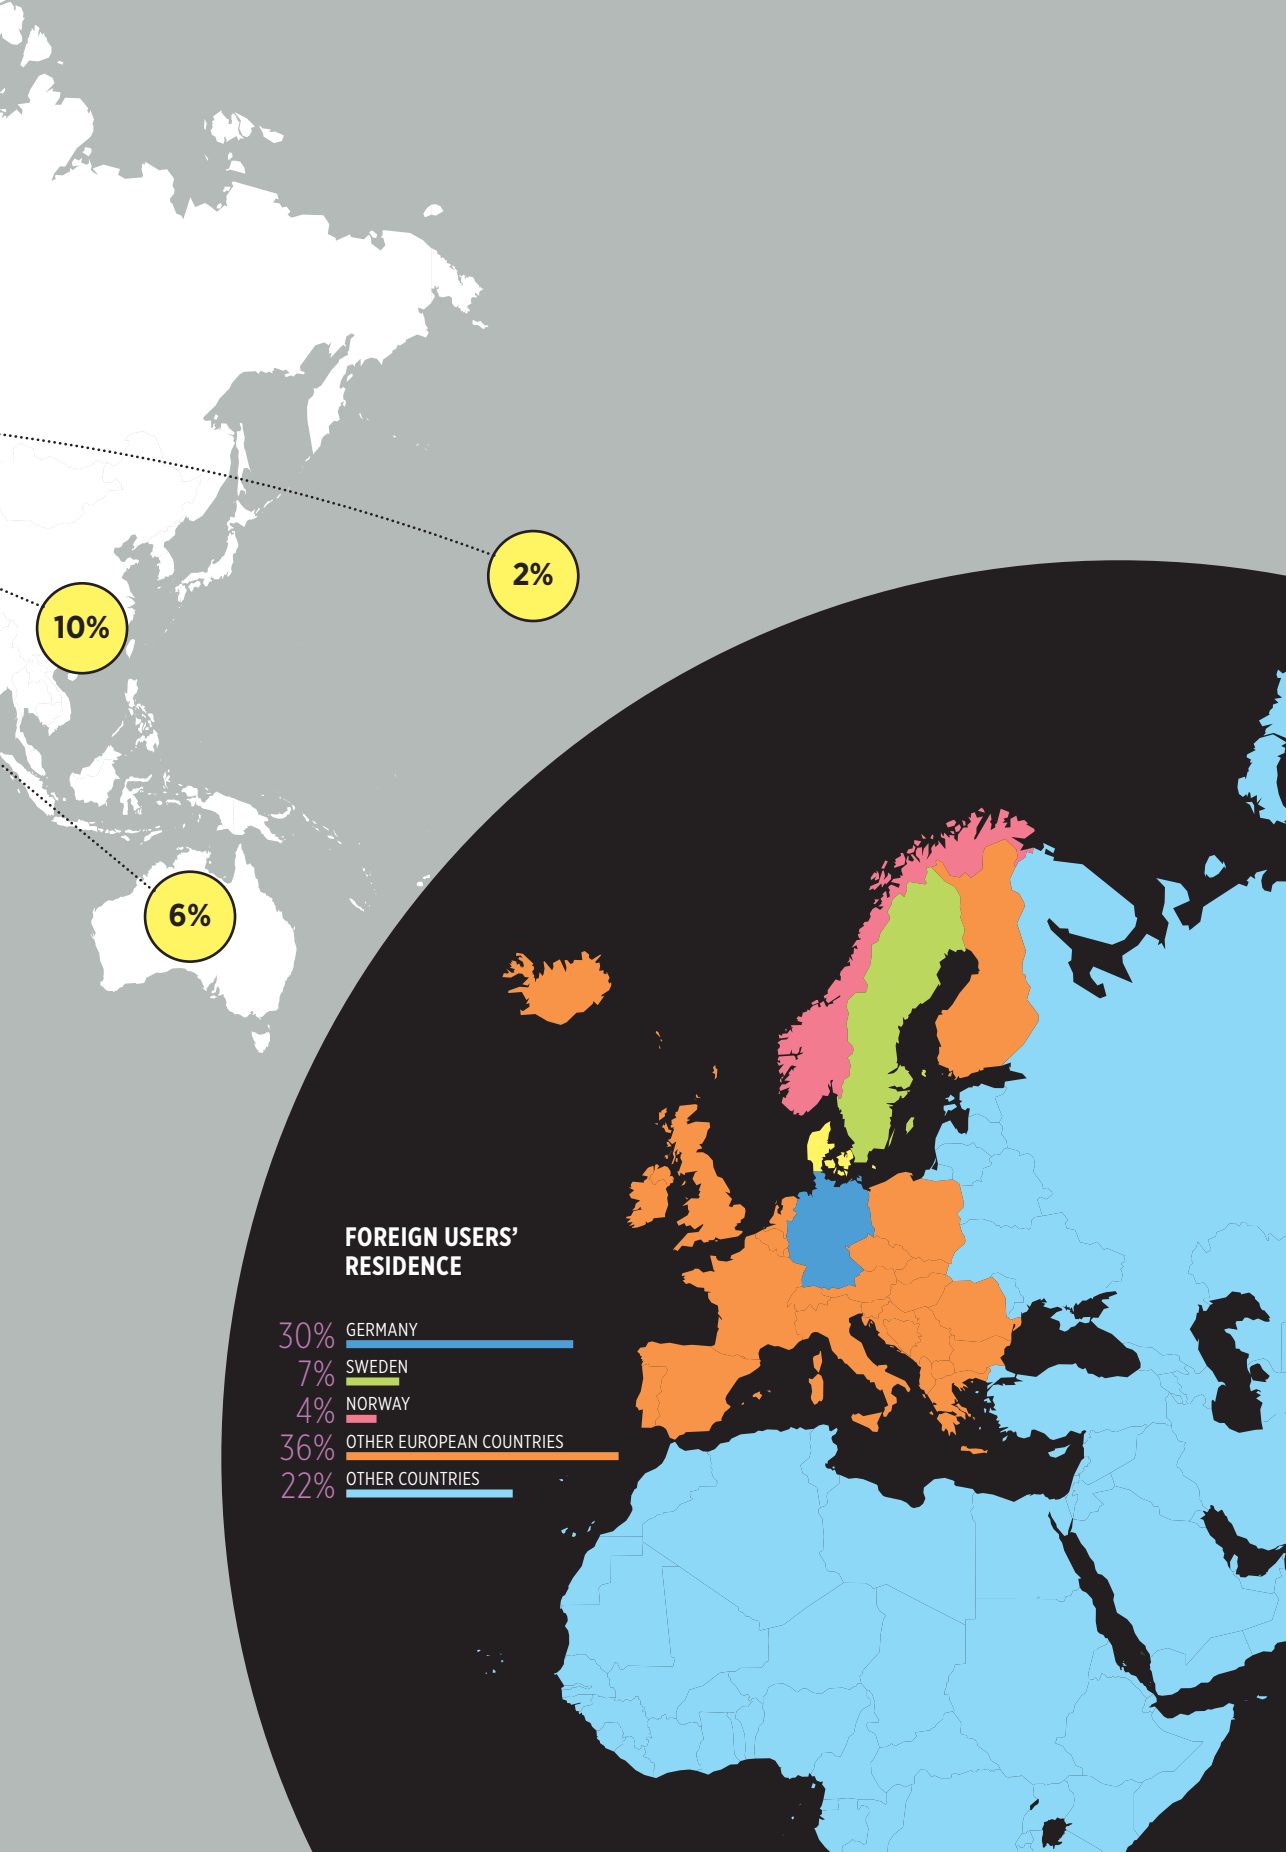 2%
10%
6%
FOREIGN USERS’
RESIDENCE
30% GERMANY
7% SWEDEN
4% NORWAY
36% OTHER EUROPEAN COUNTRIES
22% OTHER COUNTRIES